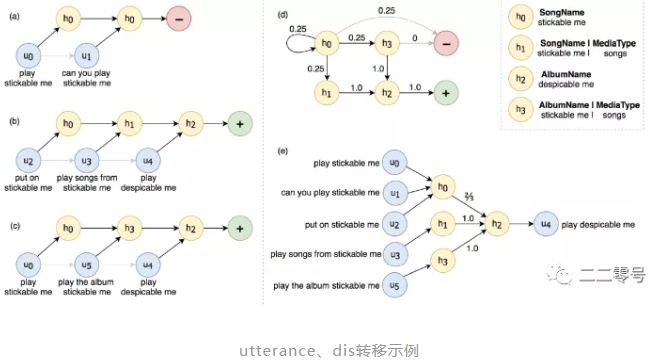 (a)
h0
h0
−
u0
u1
play
stickable me
can you play
stickable me
(b)
h0
h1
h2
+
u2
u3
u4
put on
stickable me
play songs from
stickable me
play
despicable me
(c)
h0
h3
h2
+
u0
u5
u4
play
stickable me
play the album
stickable me
play
despicable me
(d)
0.25
0.25
h0
0.25
h3
0
−
0.25
1.0
h1
1.0
h2
1.0
+
h0
SongName
stickable me
h1
SongName | MediaType
stickable me | songs
h2
AlbumName
despicable me
h3
AlbumName | MediaType
stickable me | songs
(e)
play stickable me
u0
can you play stickable me
u1
h0
⅔
put on stickable me
u2
h1
1.0
h2
u4
play despicable me
play songs from stickable me
u3
1.0
h3
play the album stickable me
u5
二二零号
utterance、dis转移示例